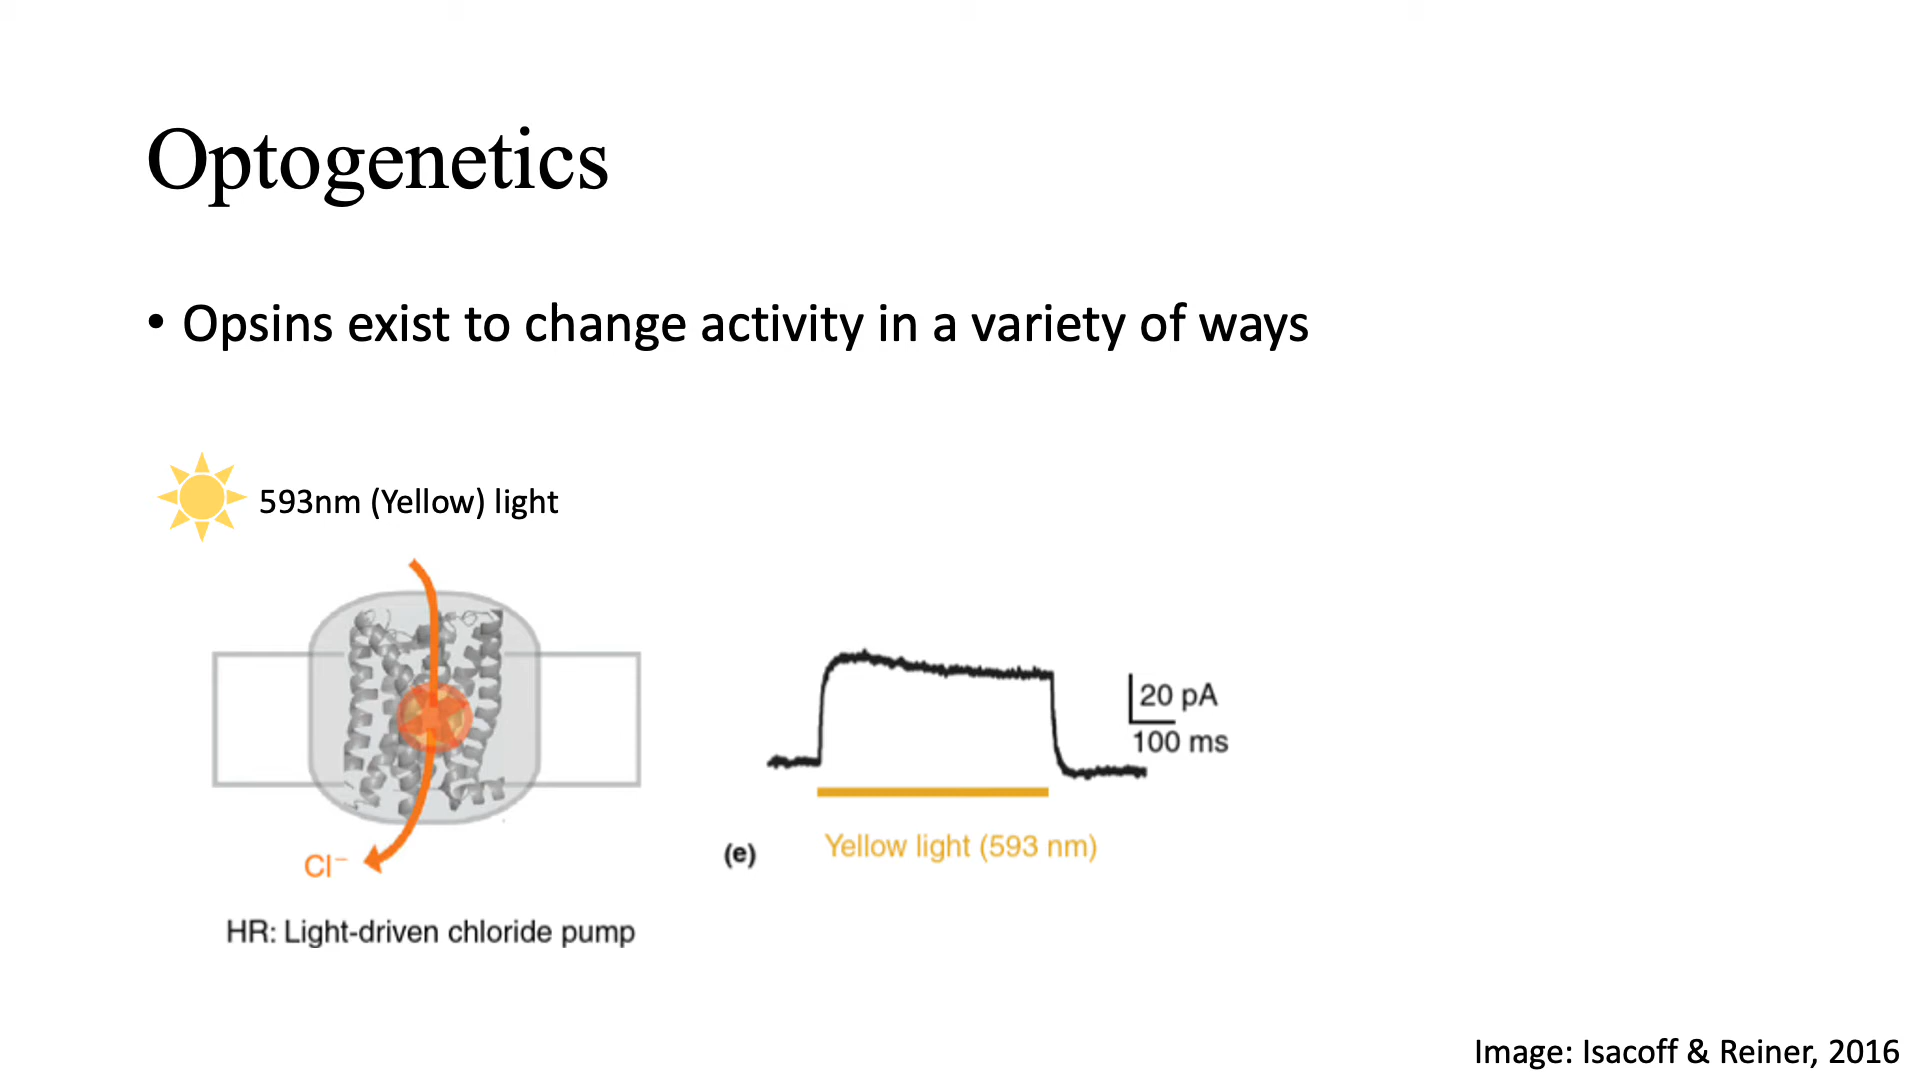 Optogenetics
• Opsins exist to change activity in a variety of ways
593nm (Yellow) light
Cl⁻
HR: Light-driven chloride pump
20 pA
100 ms
(e)
Yellow light (593 nm)
Image: Isacoff & Reiner, 2016